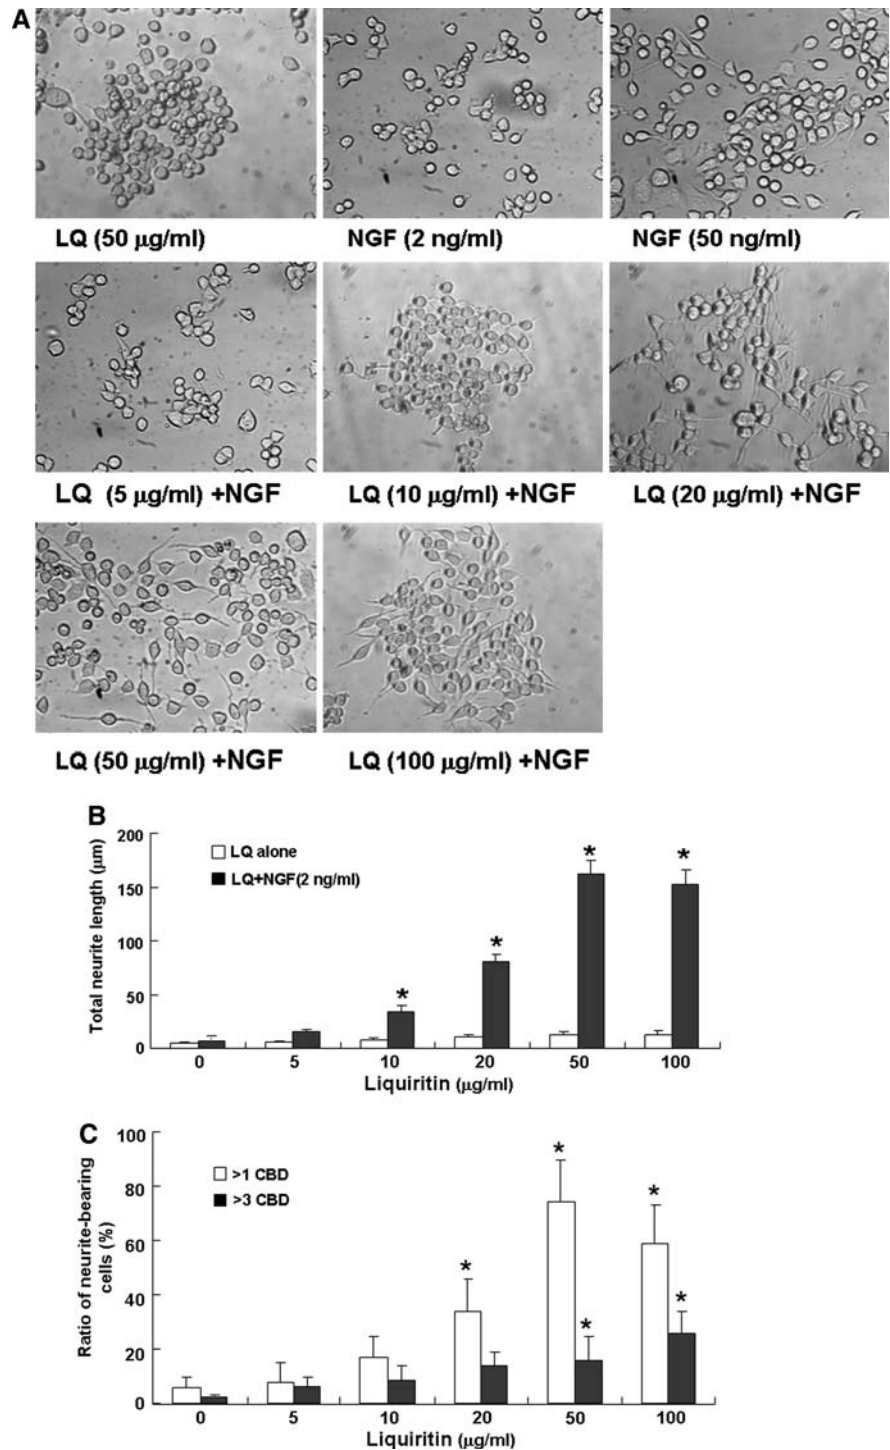 A
LQ (50 μg/ml)
NGF (2 ng/ml)
NGF (50 ng/ml)
LQ (5 μg/ml) +NGF
LQ (10 μg/ml) +NGF
LQ (20 μg/ml) +NGF
LQ (50 μg/ml) +NGF
LQ (100 μg/ml) +NGF
B
Total neurite length (μm)
200
150
100
50
0
LQ alone
LQ+NGF(2 ng/ml)
*
*
*
*
0 5 10 20 50 100
Liquiritin (μg/ml)
C
Ratio of neurite-bearing
cells (%)
100
80
60
40
20
0
>1 CBD
>3 CBD
*
*
*
*
*
0 5 10 20 50 100
Liquiritin (μg/ml)